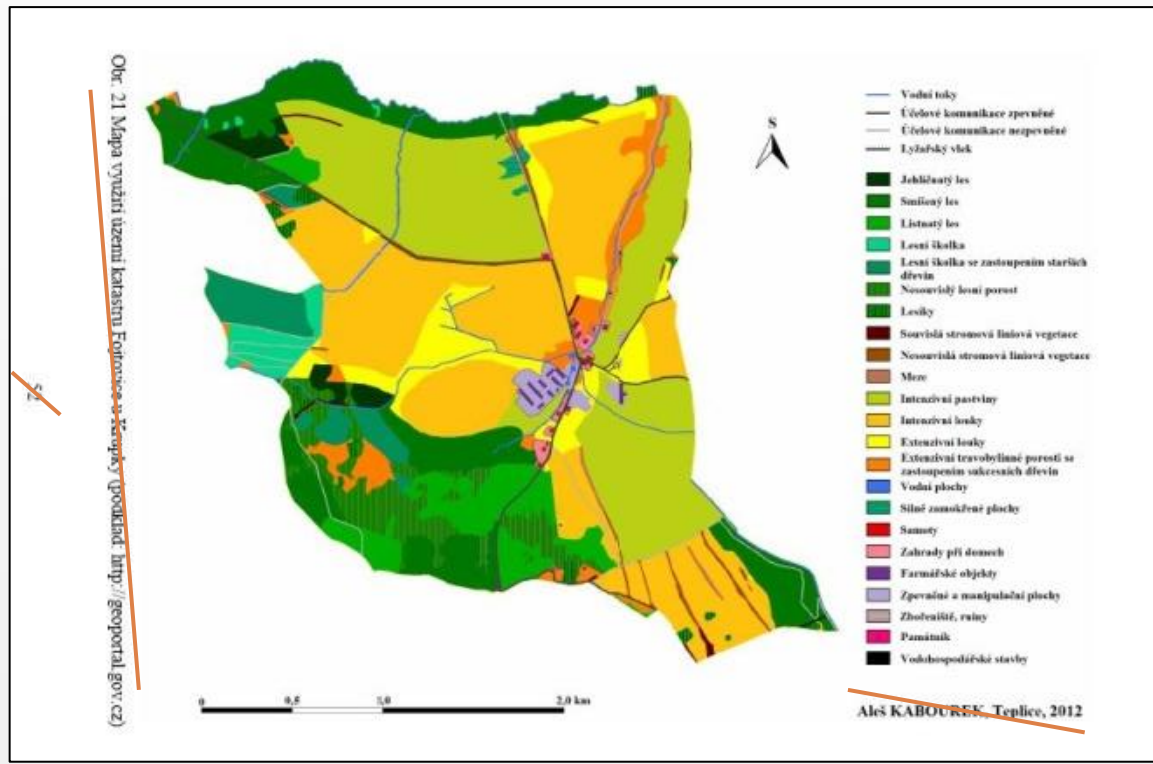 Obr. 21 Mapa využití území katastru Fojtovice u Krupky (podklad: http://geoportal.gov.cz)
52
S
Vodní toky
Účelové komunikace zpevněné
Účelové komunikace nezpevněné
Lyžařský vlek
Jehličnatý les
Smíšený les
Listnatý les
Lesní školka
Lesní školka se zastoupením starších
dřevin
Nesouvislý lesní porost
Lesíky
Souvislá stromová liniová vegetace
Nesouvislá stromová liniová vegetace
Meze
Intenzivní pastviny
Intenzivní louky
Extenzivní louky
Extenzivní travobylinné porosti se
zastoupením sukcesních dřevin
Vodní plochy
Silně zamokřené plochy
Samoty
Zahrady při domech
Farmářské objekty
Zpevněné a manipulační plochy
Zbořeniště, ruiny
Památník
Vodohospodářské stavby
0 0,5 1,0 2,0 km
Aleš KABOUREK, Teplice, 2012